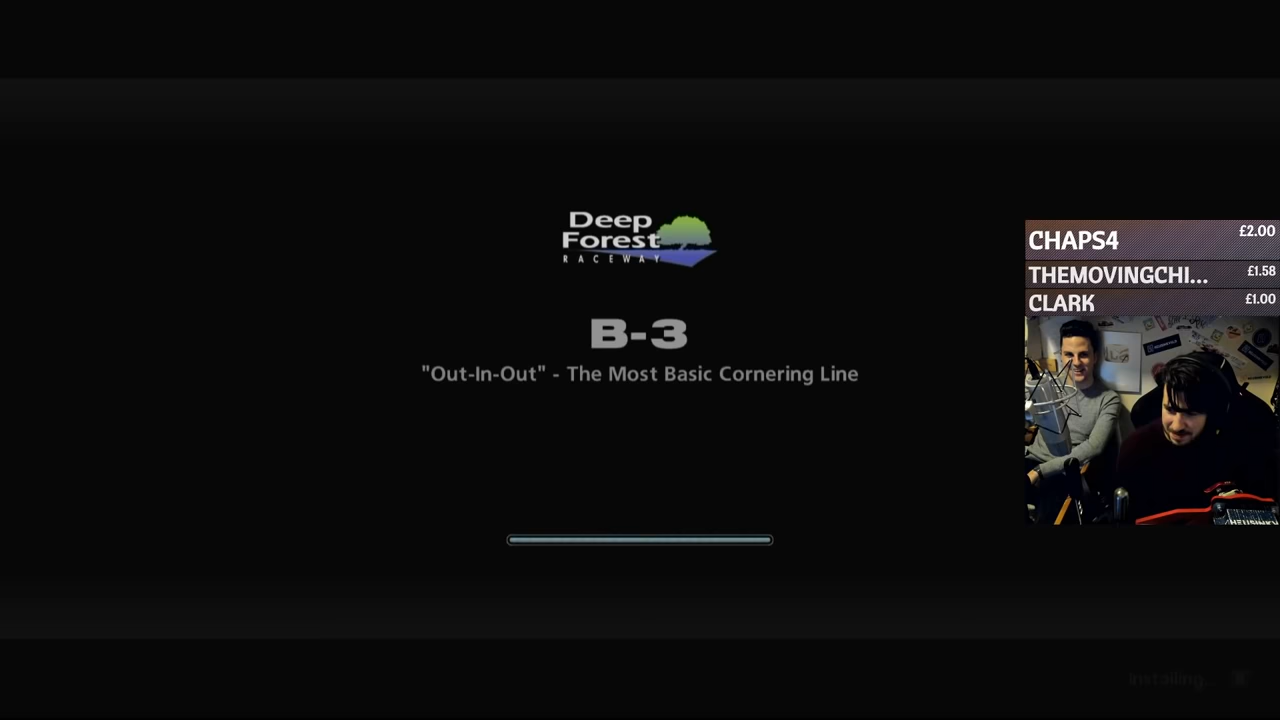 Deep
Forest
RACEWAY
B-3
"Out-In-Out" - The Most Basic Cornering Line
CHAPS4 £2.00
THEMOVINGCHI... £1.58
CLARK £1.00
Installing...